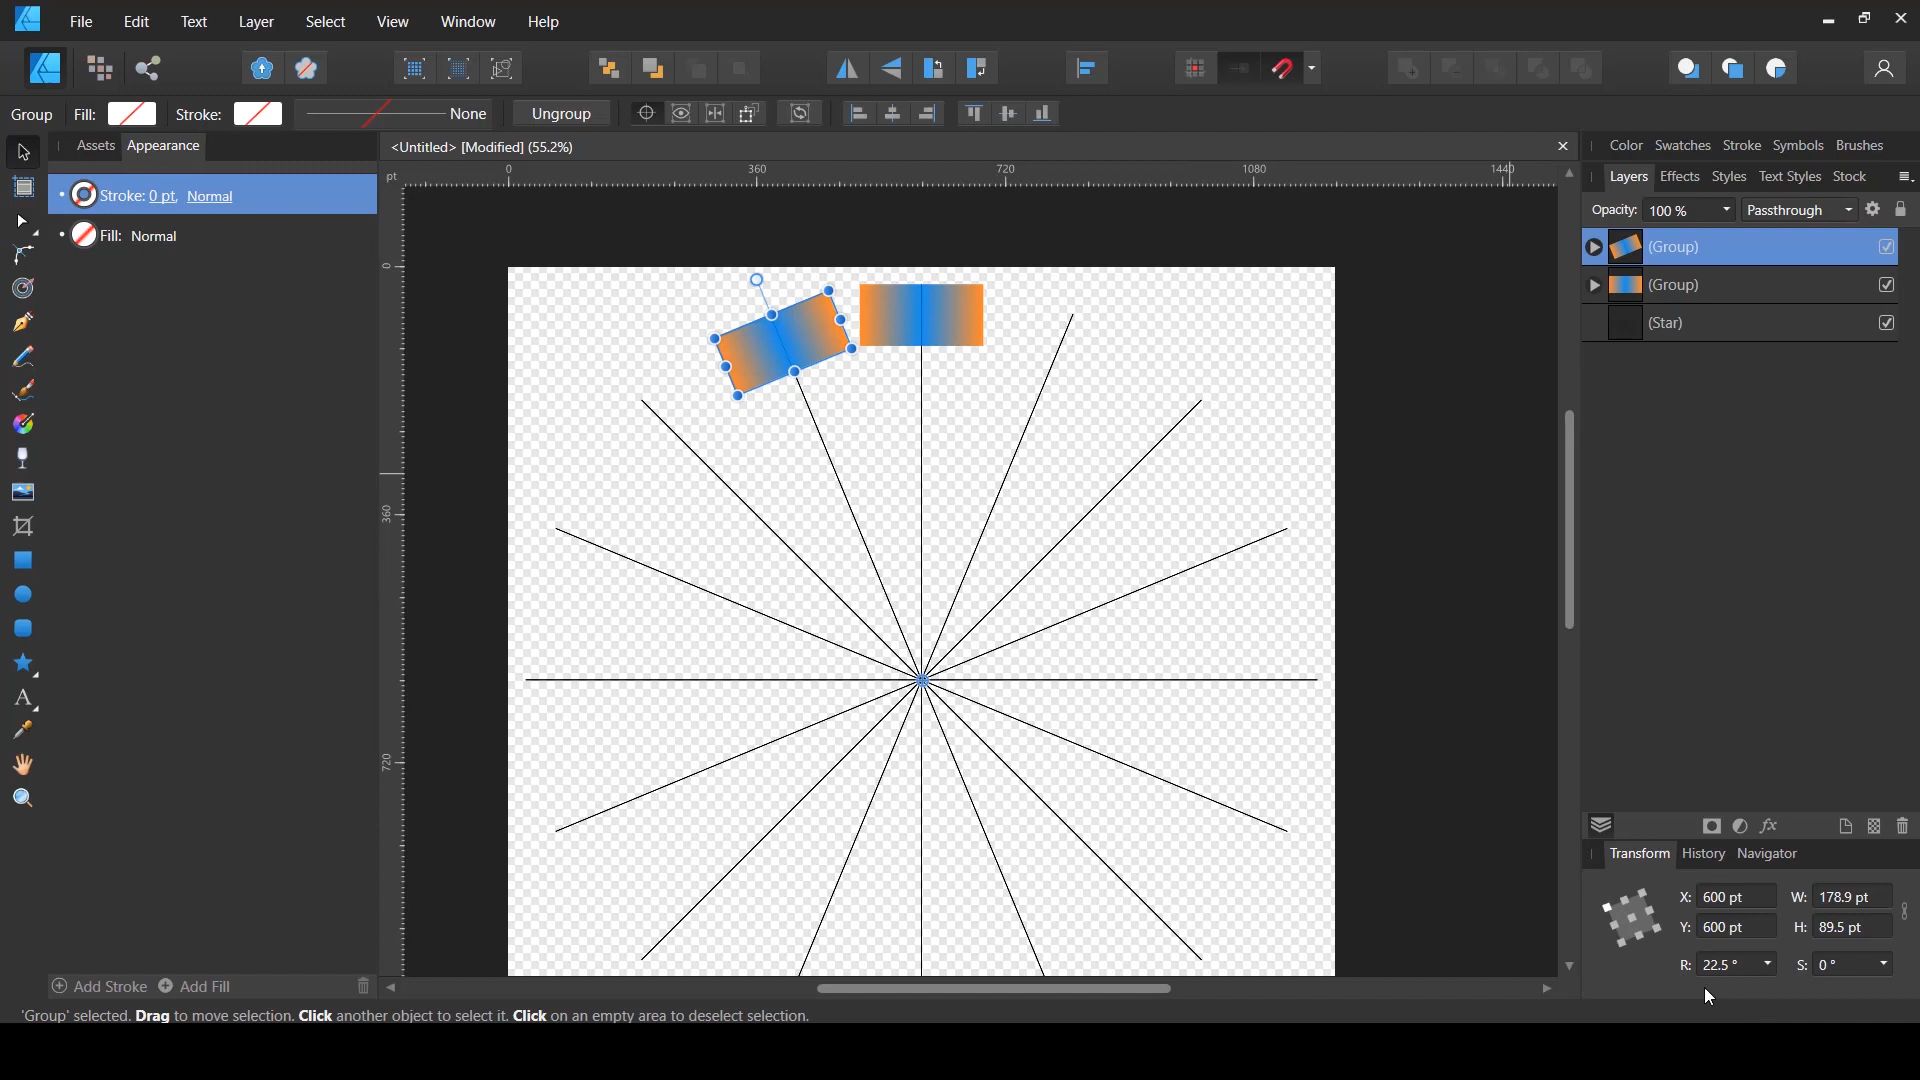 File Edit Text Layer Select View Window Help
Group Fill: Stroke: None Ungroup
Assets Appearance
<Untitled> [Modified] (55.2%)
Color Swatches Stroke Symbols Brushes
pt 0 360 720 1080 1440
Layers Effects Styles Text Styles Stock
Stroke: 0 pt, Normal
Opacity: 100 % Passthrough
Fill: Normal
(Group)
(Group)
(Star)
0
360
720
fx
Transform History Navigator
X: 600 pt W: 178.9 pt
Y: 600 pt H: 89.5 pt
R: 22.5 ° S: 0 °
Add Stroke Add Fill
'Group' selected. Drag to move selection. Click another object to select it. Click on an empty area to deselect selection.